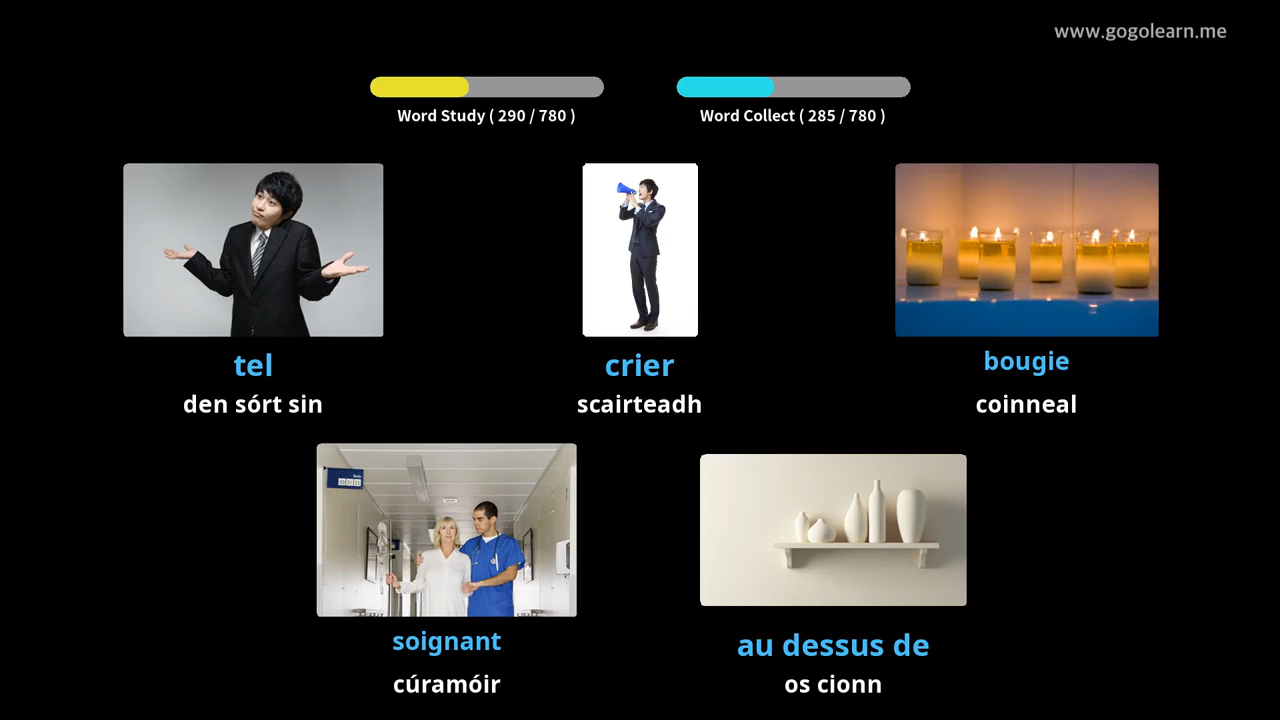 www.gogolearn.me
Word Study ( 290 / 780 )
Word Collect ( 285 / 780 )
tel
den sórt sin
crier
scairteadh
bougie
coinneal
soignant
cúramóir
au dessus de
os cionn